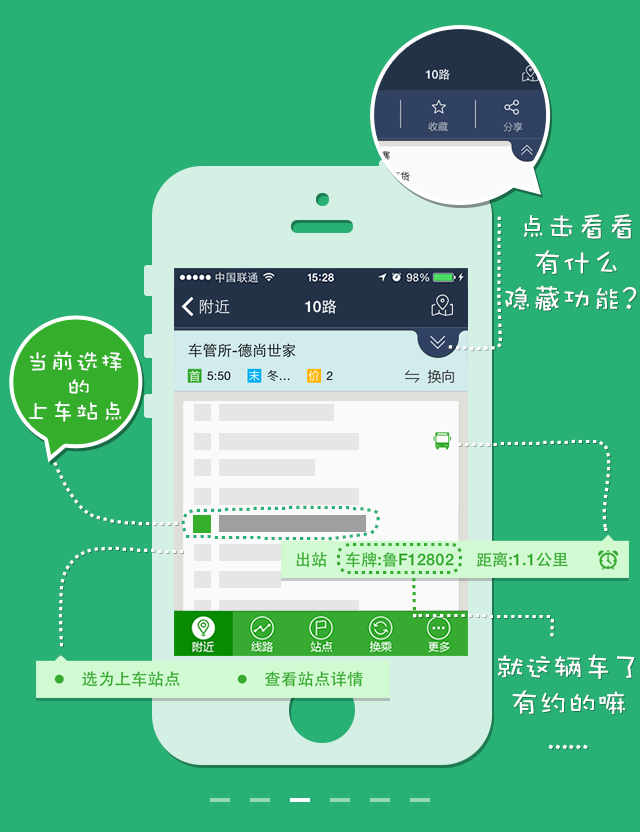 10路
收藏
分享
点击看看
有什么
隐藏功能?
中国联通
15:28
98%
附近
10路
车管所-德尚世家
首 5:50
末 冬...
价 2
换向
当前选择
的
上车站点
出站
车牌:鲁F12802
距离:1.1公里
附近
线路
站点
换乘
更多
选为上车站点
查看站点详情
就这辆车了
有约的嘛
......